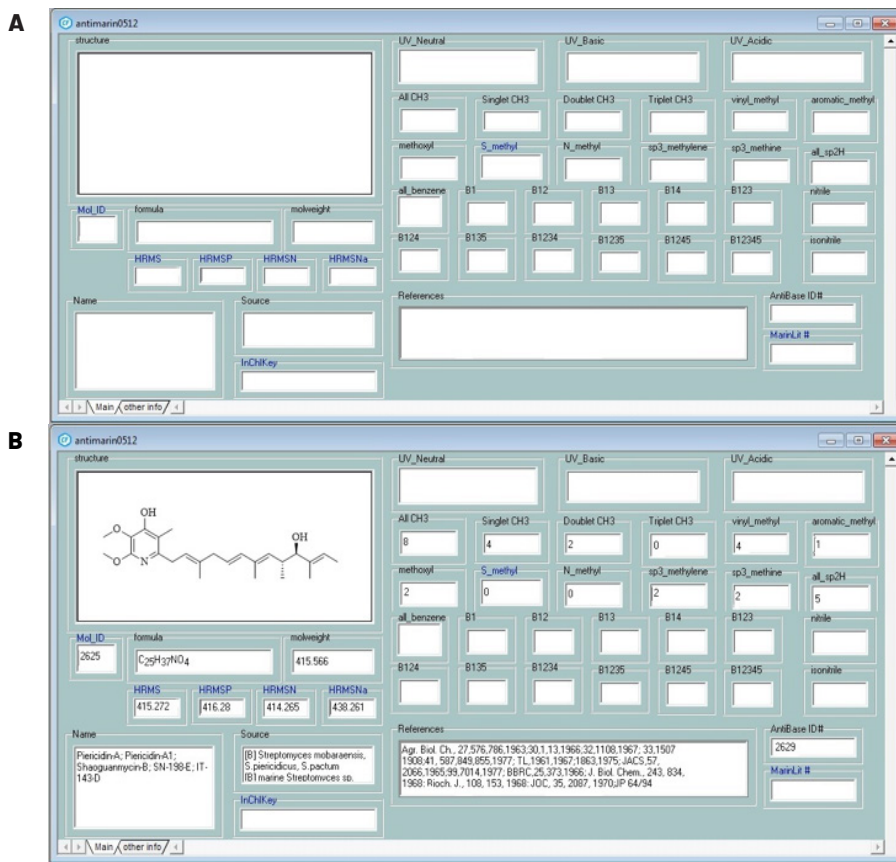 A
antimarin0512
structure
UV_Neutral
UV_Basic
UV_Acidic
All CH3
Singlet CH3
Doublet CH3
Triplet CH3
vinyl_methyl
aromatic_methyl
methoxyl
S_methyl
N_methyl
sp3_methylene
sp3_methine
all_sp2H
all_benzene
B1
B12
B13
B14
B123
nitrile
Mol_ID
formula
molweight
B124
B135
B1234
B1235
B1245
B12345
isonitrile
HRMS
HRMSP
HRMSN
HRMSNa
Name
Source
References
AntiBase ID#
MarinLit #
InChIKey
Main
other info
B
antimarin0512
structure
UV_Neutral
UV_Basic
UV_Acidic
OH
O
O
N
OH
All CH3
Singlet CH3
Doublet CH3
Triplet CH3
vinyl_methyl
aromatic_methyl
8
4
2
0
4
1
methoxyl
S_methyl
N_methyl
sp3_methylene
sp3_methine
all_sp2H
2
0
0
2
2
5
all_benzene
B1
B12
B13
B14
B123
nitrile
Mol_ID
formula
molweight
2625
C25H37NO4
415.566
B124
B135
B1234
B1235
B1245
B12345
isonitrile
HRMS
HRMSP
HRMSN
HRMSNa
415.272
416.28
414.265
438.261
Name
Piericidin-A; Piericidin-A1;
Shaoguanmycin-B; SN-198-E; IT-
143-D
Source
[B] Streptomyces mobaraensis,
S.piericidicus, S.pactum
[B] marine Streptomyces sp.
InChIKey
References
Agr. Biol. Ch., 27,576,786,1963;30,1,13,1966;32,1108,1967; 33,1507
1908;41, 587,849,855,1977; TL,1961,1967;1863,1975; JACS,57,
2066,1965;99,7014,1977; BBRC,25,373,1966; J. Biol. Chem., 243, 834,
1968; Bioch. J., 108, 153, 1968; JOC, 35, 2087, 1970;JP 64/94
AntiBase ID#
2629
MarinLit #
Main
other info